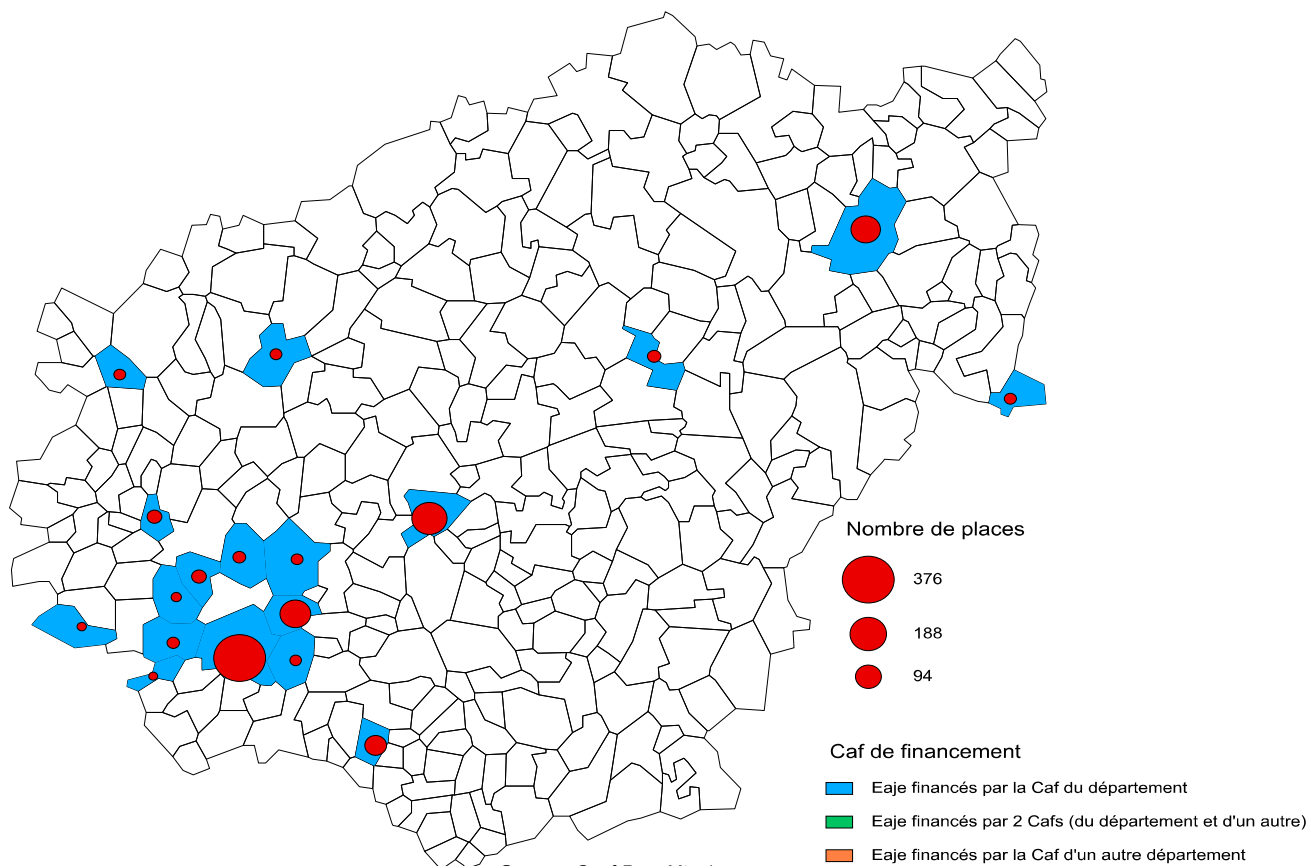 Nombre de places
376
188
94
Caf de financement
Eaje financés par la Caf du département
Eaje financés par 2 Cafs (du département et d'un autre)
Eaje financés par la Caf d'un autre département